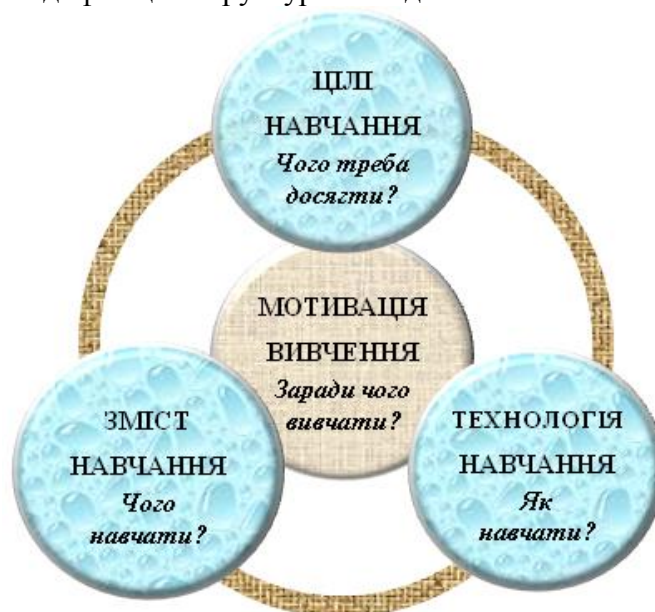 ЦІЛІ
НАВЧАННЯ
Чого треба
досягти?
МОТИВАЦІЯ
ВИВЧЕННЯ
Заради чого
вивчати?
ЗМІСТ
НАВЧАННЯ
Чого
навчати?
ТЕХНОЛОГІЯ
НАВЧАННЯ
Як
навчати?